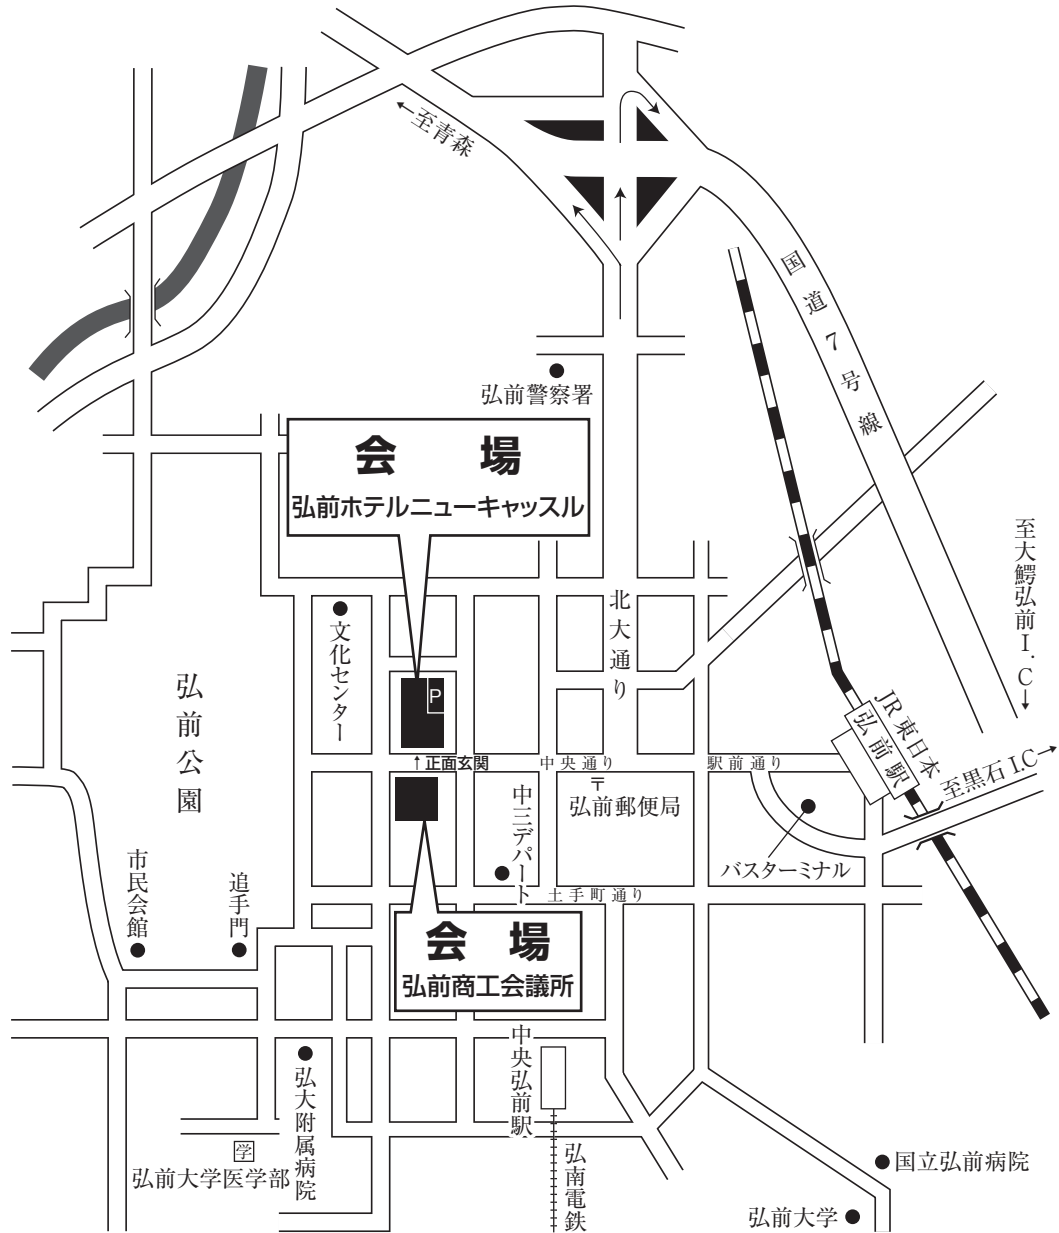 ←至青森
国道7号線
弘前警察署
会場
弘前ホテルニューキャッスル
至大鰐弘前I.C→
北大通り
文化センター
弘前公園
P
JR東日本
弘前駅
↑正面玄関
中央通り
駅前通り
至黒石I.C→
〒
弘前郵便局
中三デパート
バスターミナル
市民会館
追手門
土手町通り
会場
弘前商工会議所
中央弘前駅
弘大附属病院
学
弘前大学医学部
弘南電鉄
国立弘前病院
弘前大学